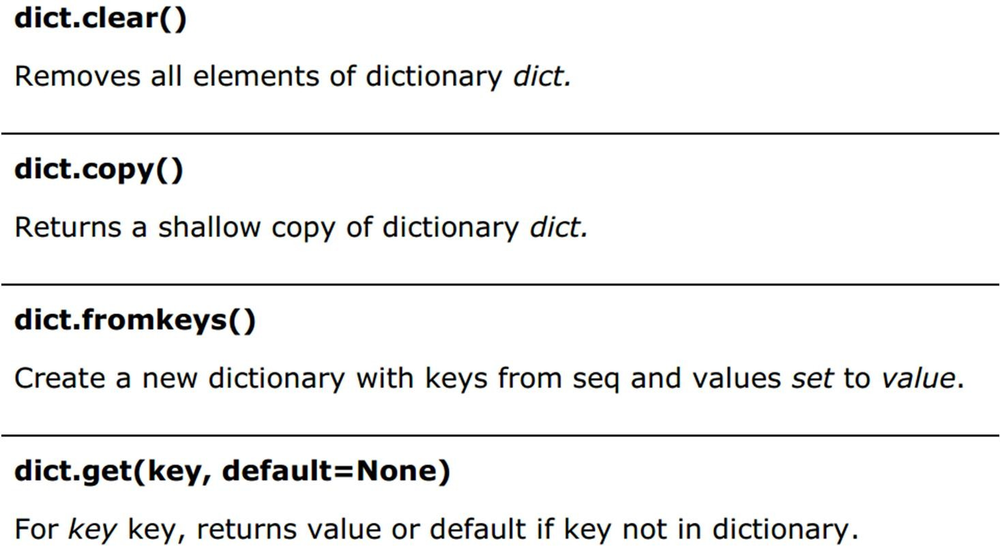 dict.clear()
Removes all elements of dictionary dict.
dict.copy()
Returns a shallow copy of dictionary dict.
dict.fromkeys()
Create a new dictionary with keys from seq and values set to value.
dict.get(key, default=None)
For key key, returns value or default if key not in dictionary.